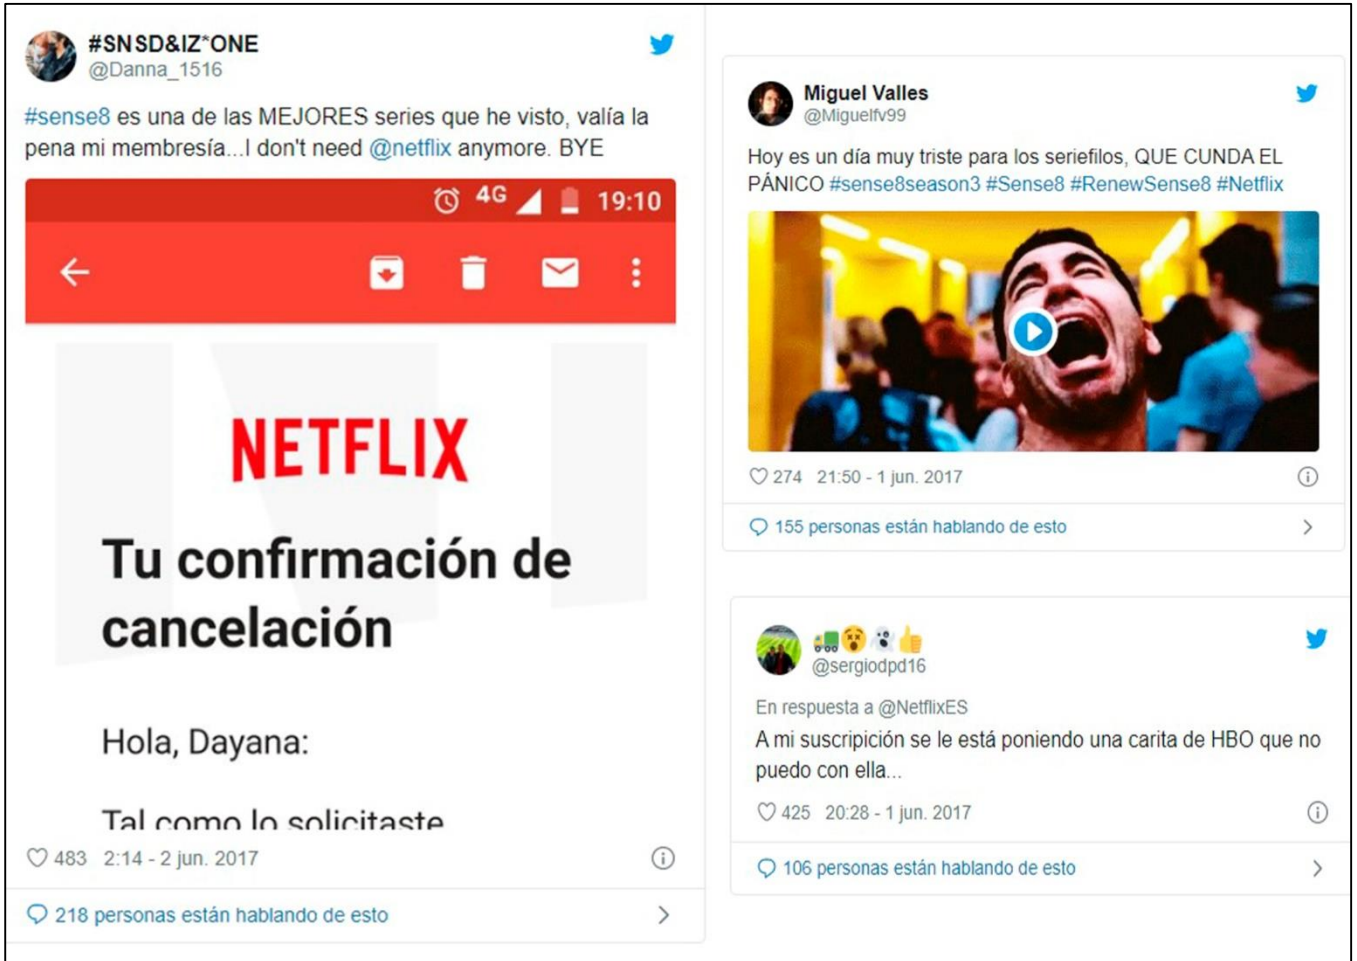 #SNSD&IZ*ONE
@Danna_1516
#sense8 es una de las MEJORES series que he visto, valía la
pena mi membresía...I don't need @netflix anymore. BYE
4G 19:10
NETFLIX
Tu confirmación de
cancelación
Hola, Dayana:
Tal como lo solicitaste
483 2:14 - 2 jun. 2017
218 personas están hablando de esto
Miguel Valles
@Miguelfv99
Hoy es un día muy triste para los seriefilos, QUE CUNDA EL
PÁNICO #sense8season3 #Sense8 #RenewSense8 #Netflix
274 21:50 - 1 jun. 2017
155 personas están hablando de esto
@sergiodpd16
En respuesta a @NetflixES
A mi suscripición se le está poniendo una carita de HBO que no
puedo con ella...
425 20:28 - 1 jun. 2017
106 personas están hablando de esto